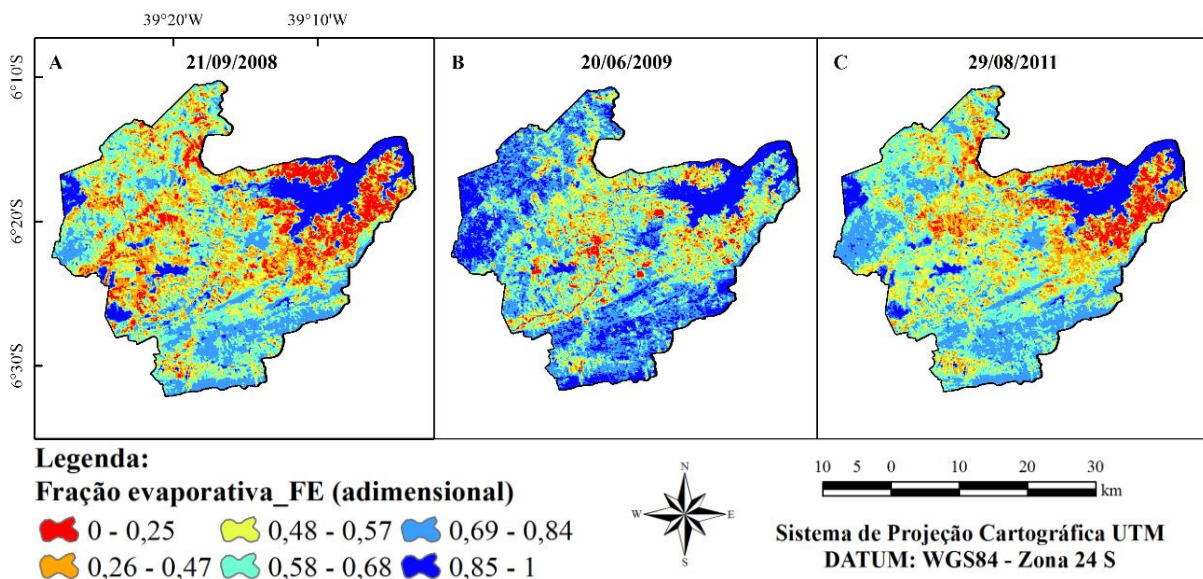 39°20'W 39°10'W
6°10'S
6°20'S
6°30'S
A 21/09/2008
B 20/06/2009
C 29/08/2011
Legenda:
Fração evaporativa_FE (adimensional)
0 - 0,25 0,48 - 0,57 0,69 - 0,84
0,26 - 0,47 0,58 - 0,68 0,85 - 1
N
W E
S
10 5 0 10 20 30
km
Sistema de Projeção Cartográfica UTM
DATUM: WGS84 - Zona 24 S